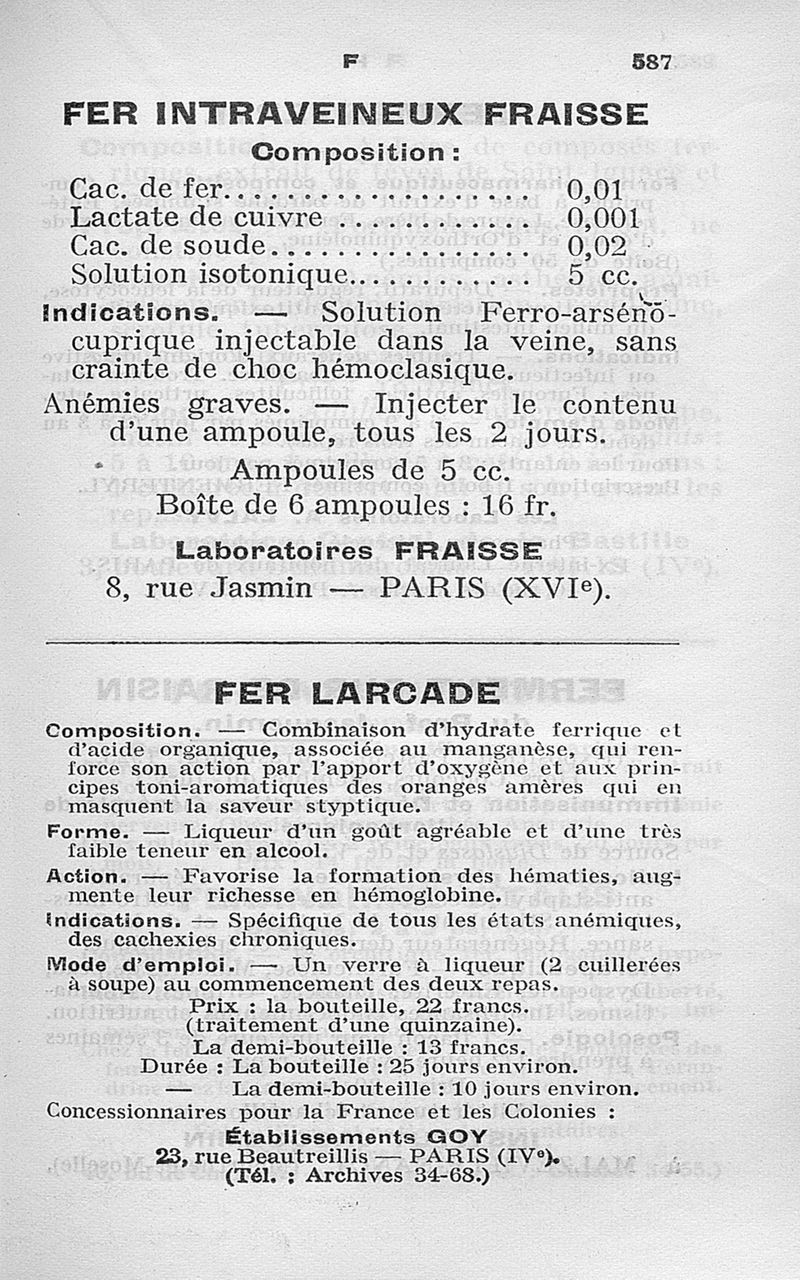 F 587
FER INTRAVEINEUX FRAISSE
Composition :
Cac. de fer.................... 0,01
Lactate de cuivre ............. 0,001
Cac. de soude.................. 0,02
Solution isotonique............ 5 cc.
Indications. — Solution Ferro-arséno-
cuprique injectable dans la veine, sans
crainte de choc hémoclasique.
Anémies graves. — Injecter le contenu
d'une ampoule, tous les 2 jours.
Ampoules de 5 cc.
Boîte de 6 ampoules : 16 fr.
Laboratoires FRAISSE
8, rue Jasmin — PARIS (XVIe).
FER LARCADE
Composition. — Combinaison d'hydrate ferrique et
d'acide organique, associée au manganèse, qui ren-
force son action par l'apport d'oxygène et aux prin-
cipes toni-aromatiques des oranges amères qui en
masquent la saveur styptique.
Forme. — Liqueur d'un goût agréable et d'une très
faible teneur en alcool.
Action. — Favorise la formation des hématies, aug-
mente leur richesse en hémoglobine.
Indications. — Spécifique de tous les états anémiques,
des cachexies chroniques.
Mode d'emploi. — Un verre à liqueur (2 cuillerées
à soupe) au commencement des deux repas.
Prix : la bouteille, 22 francs.
(traitement d'une quinzaine).
La demi-bouteille : 13 francs.
Durée : La bouteille : 25 jours environ.
— La demi-bouteille : 10 jours environ.
Concessionnaires pour la France et les Colonies :
Établissements GOY
23, rue Beautreillis — PARIS (IVe).
(Tél. : Archives 34-68.)